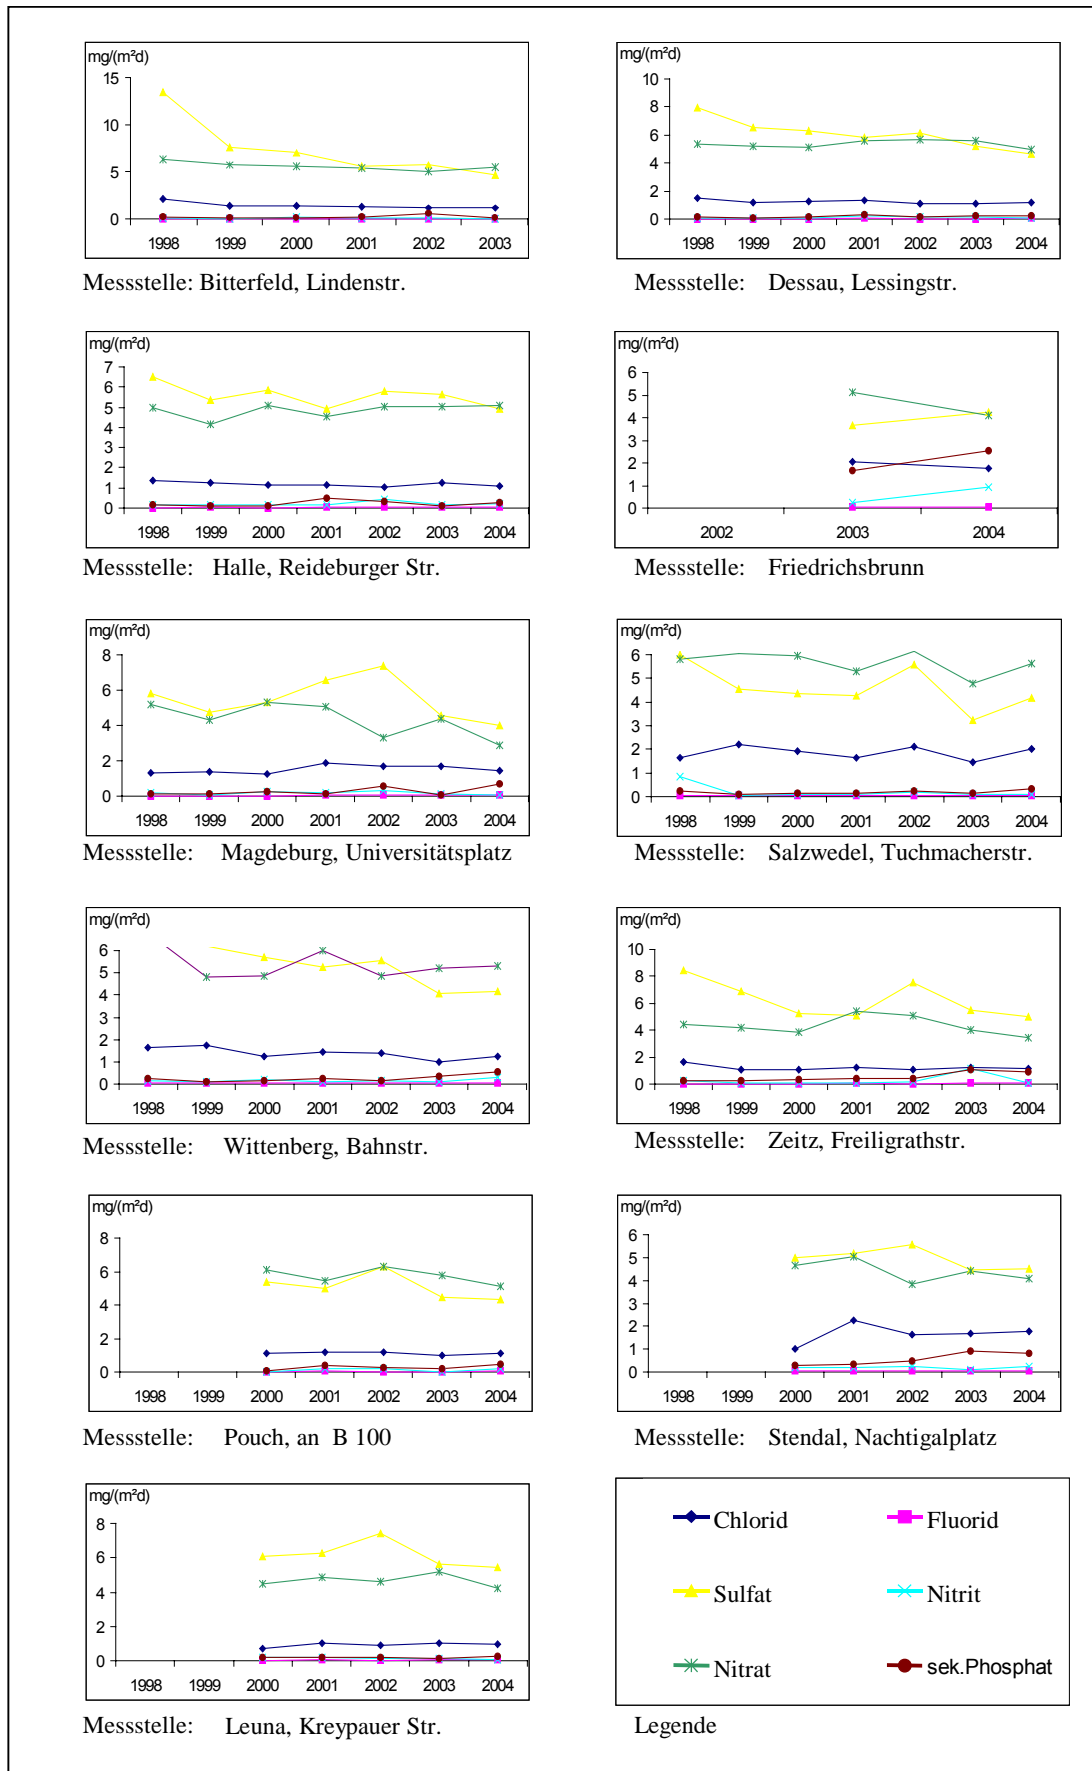 mg/(m²d)
15
10
5
0
1998 1999 2000 2001 2002 2003
Messstelle: Bitterfeld, Lindenstr.
mg/(m²d)
10
8
6
4
2
0
1998 1999 2000 2001 2002 2003 2004
Messstelle: Dessau, Lessingstr.
mg/(m²d)
7
6
5
4
3
2
1
0
1998 1999 2000 2001 2002 2003 2004
Messstelle: Halle, Reideburger Str.
mg/(m²d)
6
5
4
3
2
1
0
2002 2003 2004
Messstelle: Friedrichsbrunn
mg/(m²d)
8
6
4
2
0
1998 1999 2000 2001 2002 2003 2004
Messstelle: Magdeburg, Universitätsplatz
mg/(m²d)
6
5
4
3
2
1
0
1998 1999 2000 2001 2002 2003 2004
Messstelle: Salzwedel, Tuchmacherstr.
mg/(m²d)
6
5
4
3
2
1
0
1998 1999 2000 2001 2002 2003 2004
Messstelle: Wittenberg, Bahnstr.
mg/(m²d)
10
8
6
4
2
0
1998 1999 2000 2001 2002 2003 2004
Messstelle: Zeitz, Freiligrathstr.
mg/(m²d)
8
6
4
2
0
1998 1999 2000 2001 2002 2003 2004
Messstelle: Pouch, an B 100
mg/(m²d)
6
5
4
3
2
1
0
1998 1999 2000 2001 2002 2003 2004
Messstelle: Stendal, Nachtigalplatz
mg/(m²d)
8
6
4
2
0
1998 1999 2000 2001 2002 2003 2004
Messstelle: Leuna, Kreypauer Str.
Chlorid Fluorid
Sulfat Nitrit
Nitrat sek.Phosphat
Legende